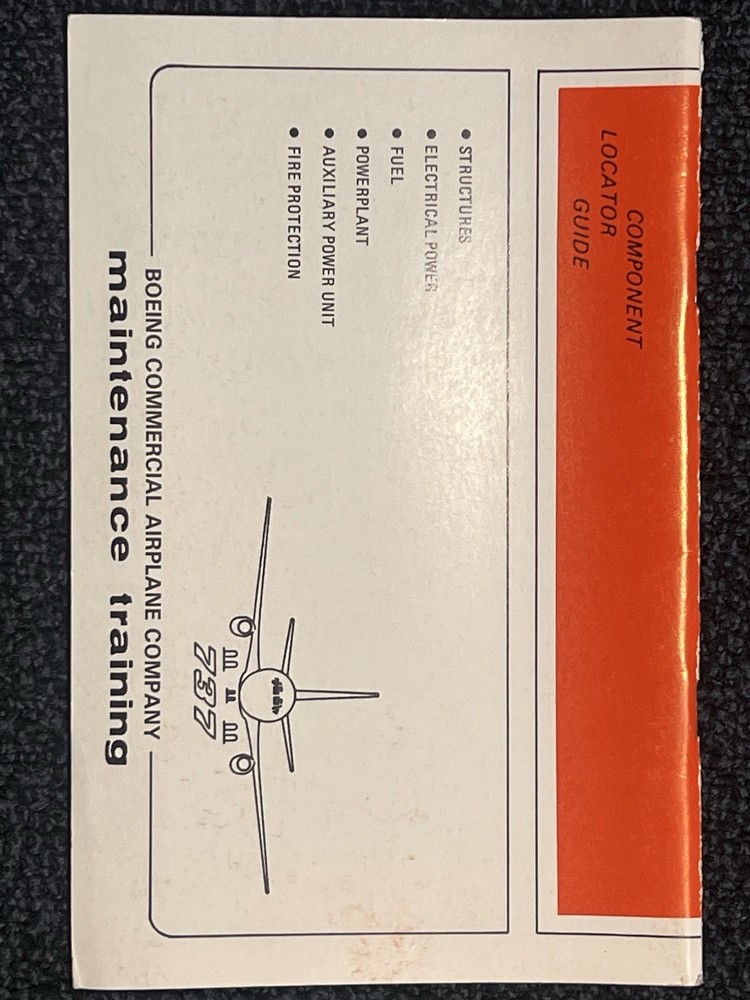 COMPONENT
LOCATOR
GUIDE
● STRUCTURES
● ELECTRICAL POWER
● FUEL
● POWERPLANT
● AUXILIARY POWER UNIT
● FIRE PROTECTION
737
BOEING COMMERCIAL AIRPLANE COMPANY
maintenance training